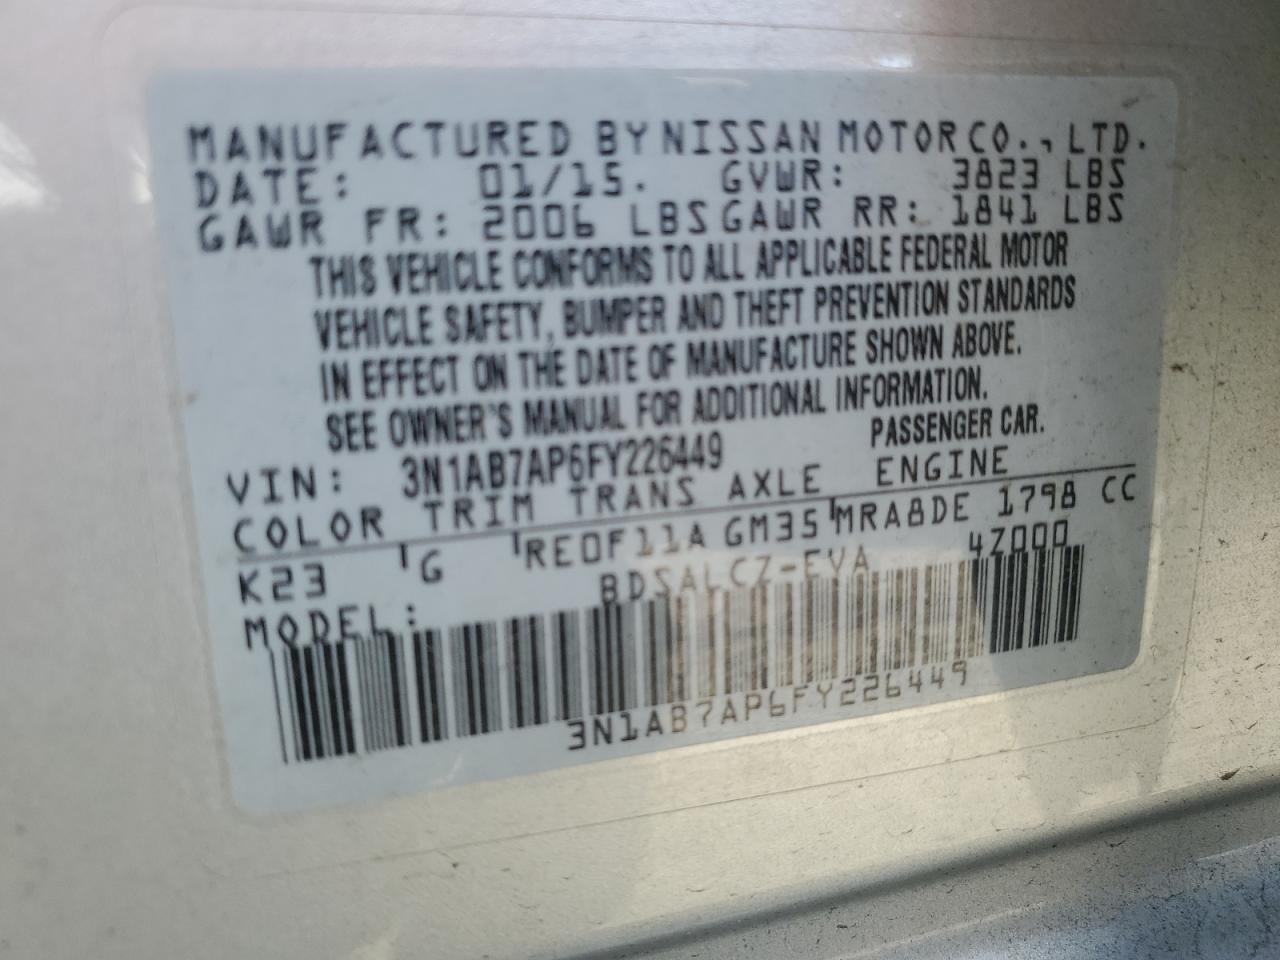 MANUFACTURED BY NISSAN MOTOR CO., LTD.
DATE: 01/15. GVWR: 3823 LBS
GAWR FR: 2006 LBS GAWR RR: 1841 LBS
THIS VEHICLE CONFORMS TO ALL APPLICABLE FEDERAL MOTOR
VEHICLE SAFETY, BUMPER AND THEFT PREVENTION STANDARDS
IN EFFECT ON THE DATE OF MANUFACTURE SHOWN ABOVE.
SEE OWNER'S MANUAL FOR ADDITIONAL INFORMATION.
VIN: 3N1AB7AP6FY226449 PASSENGER CAR.
COLOR TRIM TRANS AXLE ENGINE
K23 G RE0F11A GM35 MRA8DE 1798 CC
MODEL: BDSALCZ-EVA 4Z000
3N1AB7AP6FY226449